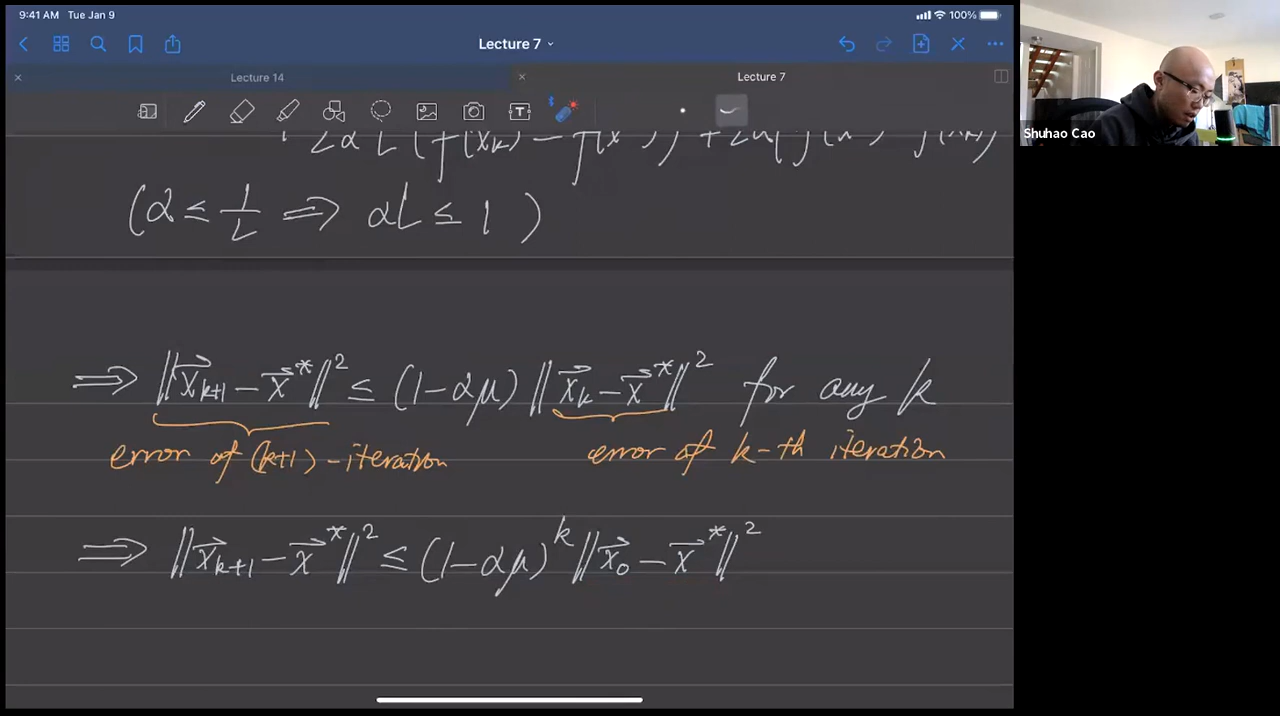 9:41 AM Tue Jan 9
100%
Lecture 7
Lecture 14
Lecture 7
Shuhao Cao
(α ≤ 1/L ⟹ αL ≤ 1)
⟹ ‖x⃗_{k+1} − x⃗*‖² ≤ (1−αμ) ‖x⃗_k − x⃗*‖² for any k
error of (k+1)-iteration error of k-th iteration
⟹ ‖x⃗_{k+1} − x⃗*‖² ≤ (1−αμ)^k ‖x⃗_0 − x⃗*‖²